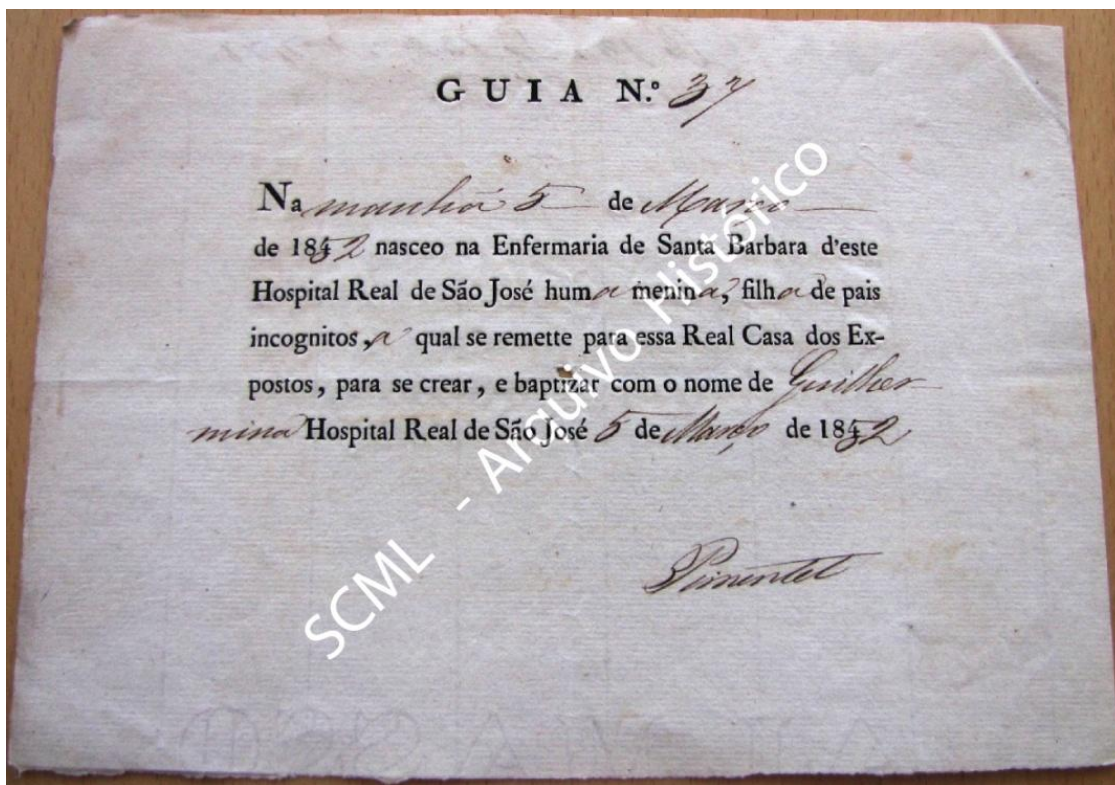 GUIA N.º 37
Na manhã 5 de Março
de 1852 nasceo na Enfermaria de Santa Barbara d'este
Hospital Real de São José huma menina, filha de pais
incognitos, a qual se remette para essa Real Casa dos Ex-
postos, para se crear, e baptizar com o nome de Guilher
mina Hospital Real de São José 5 de Março de 1852
Pimentel
SCML - Arquivo Histórico